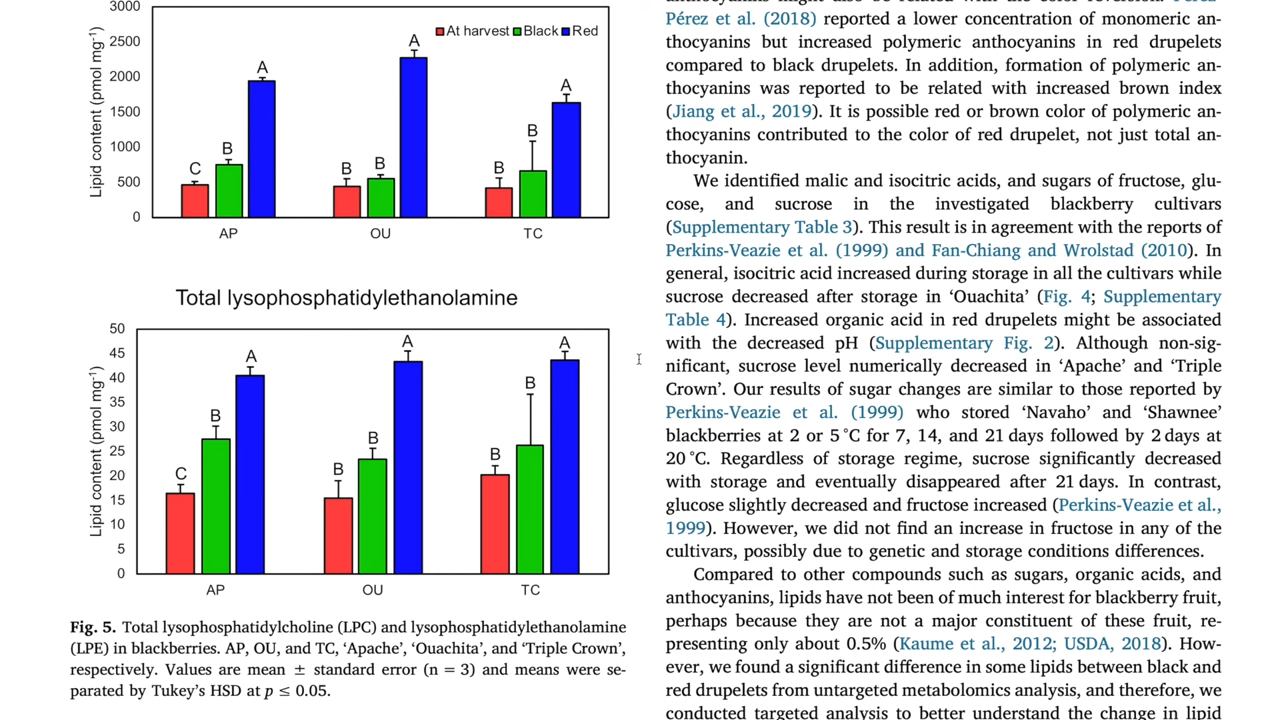 3000
2500
2000
1500
1000
500
0
Lipid content (pmol mg-1)
At harvest Black Red
C B A
B B A
B B A
AP OU TC
Total lysophosphatidylethanolamine
50
45
40
35
30
25
20
15
10
5
0
Lipid content (pmol mg-1)
C B A
B B A
B B A
AP OU TC
Fig. 5. Total lysophosphatidylcholine (LPC) and lysophosphatidylethanolamine
(LPE) in blackberries. AP, OU, and TC, ‘Apache’, ‘Ouachita’, and ‘Triple Crown’,
respectively. Values are mean ± standard error (n = 3) and means were se-
parated by Tukey’s HSD at p ≤ 0.05.
Pérez et al. (2018) reported a lower concentration of monomeric an-
thocyanins but increased polymeric anthocyanins in red drupelets
compared to black drupelets. In addition, formation of polymeric an-
thocyanins was reported to be related with increased brown index
(Jiang et al., 2019). It is possible red or brown color of polymeric an-
thocyanins contributed to the color of red drupelet, not just total an-
thocyanin.
We identified malic and isocitric acids, and sugars of fructose, glu-
cose, and sucrose in the investigated blackberry cultivars
(Supplementary Table 3). This result is in agreement with the reports of
Perkins-Veazie et al. (1999) and Fan-Chiang and Wrolstad (2010). In
general, isocitric acid increased during storage in all the cultivars while
sucrose decreased after storage in ‘Ouachita’ (Fig. 4; Supplementary
Table 4). Increased organic acid in red drupelets might be associated
with the decreased pH (Supplementary Fig. 2). Although non-sig-
nificant, sucrose level numerically decreased in ‘Apache’ and ‘Triple
Crown’. Our results of sugar changes are similar to those reported by
Perkins-Veazie et al. (1999) who stored ‘Navaho’ and ‘Shawnee’
blackberries at 2 or 5 °C for 7, 14, and 21 days followed by 2 days at
20 °C. Regardless of storage regime, sucrose significantly decreased
with storage and eventually disappeared after 21 days. In contrast,
glucose slightly decreased and fructose increased (Perkins-Veazie et al.,
1999). However, we did not find an increase in fructose in any of the
cultivars, possibly due to genetic and storage conditions differences.
Compared to other compounds such as sugars, organic acids, and
anthocyanins, lipids have not been of much interest for blackberry fruit,
perhaps because they are not a major constituent of these fruit, re-
presenting only about 0.5% (Kaume et al., 2012; USDA, 2018). How-
ever, we found a significant difference in some lipids between black and
red drupelets from untargeted metabolomics analysis, and therefore, we
conducted targeted analysis to better understand the change in lipid